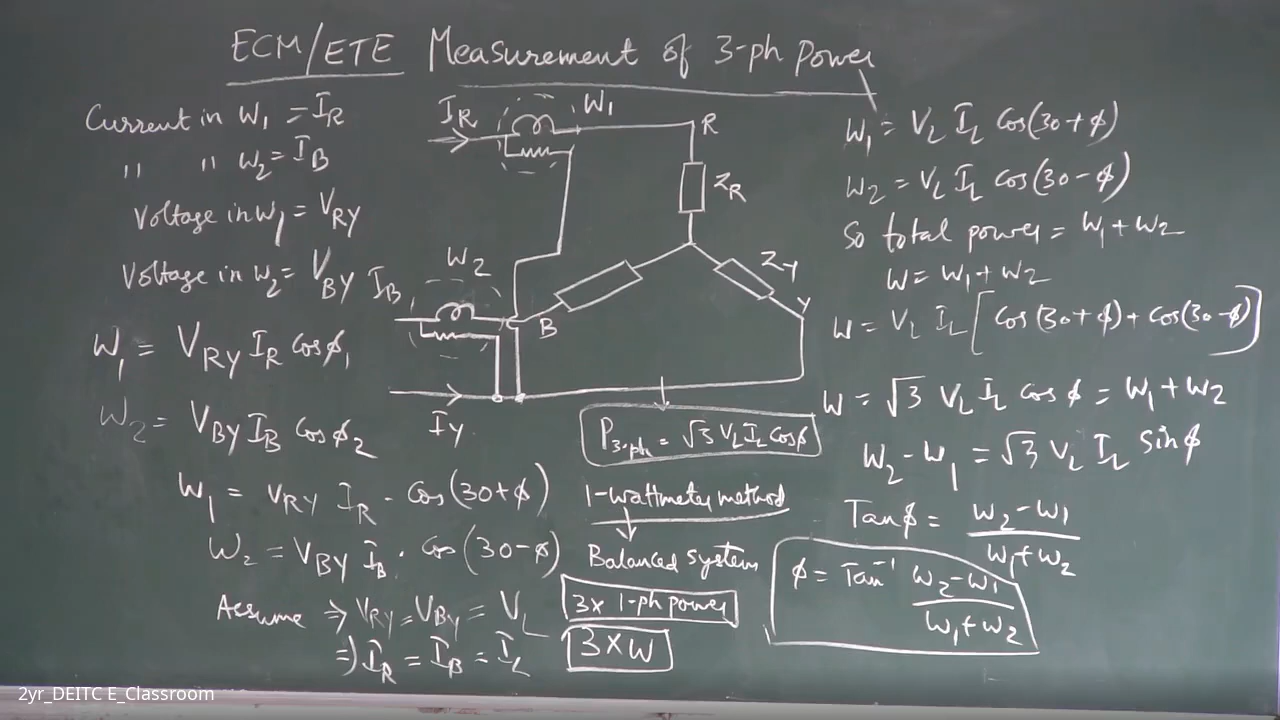 ECM/ETE Measurement of 3-ph power
Current in W1 = IR
" " W2 = IB
Voltage in W1 = VRY
Voltage in W2 = VBY
W1 = VRY IR cosφ1
W2 = VBY IB cosφ2
W1 = VRY IR · cos(30+φ)
W2 = VBY IB · cos(30-φ)
Assume ⇒ VRY = VBY = VL
⇒ IR = IB = IL
IR
W1
R
ZR
W2
IB
B
ZY
Y
IY
P3-ph = √3 VL IL cosφ
1-wattmeter method
Balanced system
3x 1-ph power
3×W
W1 = VL IL cos(30+φ)
W2 = VL IL cos(30-φ)
So total power = W1+W2
W = W1+W2
W = VL IL [cos(30+φ)+cos(30-φ)]
W = √3 VL IL cosφ = W1+W2
W2-W1 = √3 VL IL sinφ
Tanφ = W2-W1 / W1+W2
φ = Tan⁻¹ W2-W1 / W1+W2
2yr_DEITC E_Classroom